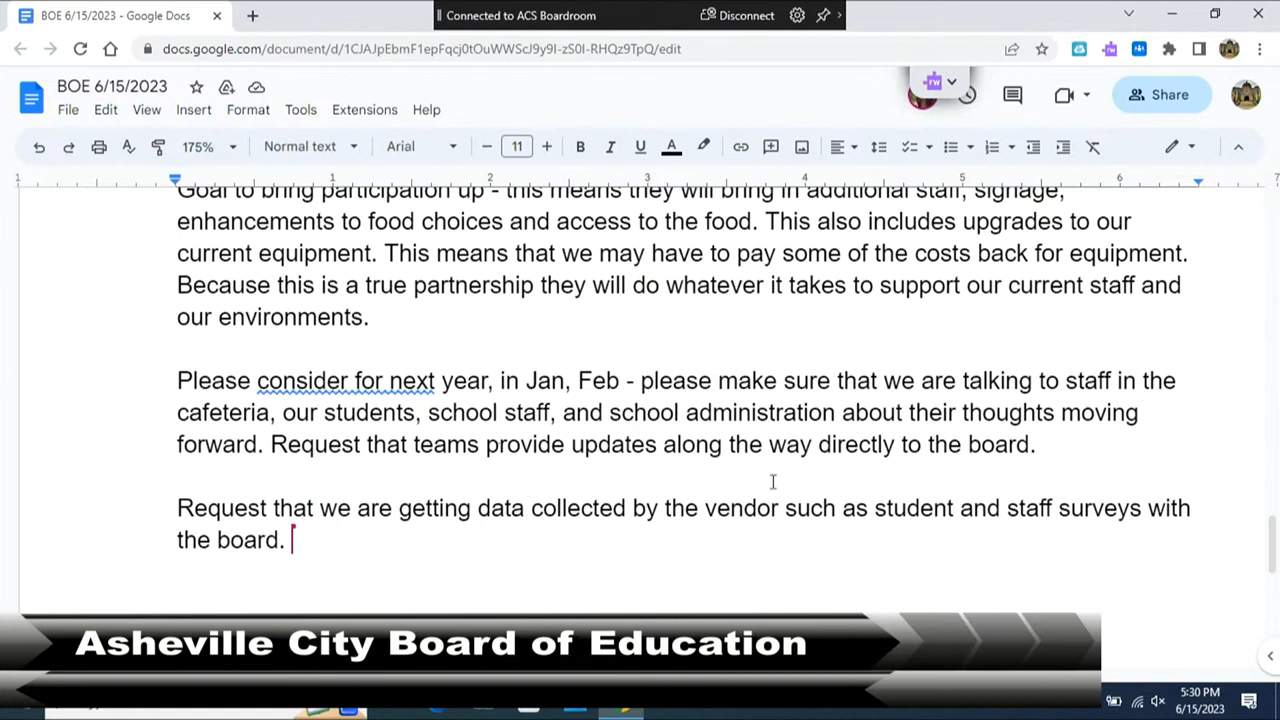 BOE 6/15/2023 - Google Docs
Connected to ACS Boardroom
Disconnect
docs.google.com/document/d/1CJAJpEbmF1epFqcj0tOuWWScJ9y9I-zS0I-RHQz9TpQ/edit
BOE 6/15/2023
File Edit View Insert Format Tools Extensions Help
rw
Share
175% Normal text Arial 11
1 1 2 3 4 5 6 7
Goal to bring participation up - this means they will bring in additional staff, signage,
enhancements to food choices and access to the food. This also includes upgrades to our
current equipment. This means that we may have to pay some of the costs back for equipment.
Because this is a true partnership they will do whatever it takes to support our current staff and
our environments.
Please consider for next year, in Jan, Feb - please make sure that we are talking to staff in the
cafeteria, our students, school staff, and school administration about their thoughts moving
forward. Request that teams provide updates along the way directly to the board.
Request that we are getting data collected by the vendor such as student and staff surveys with
the board.
Asheville City Board of Education
5:30 PM
6/15/2023